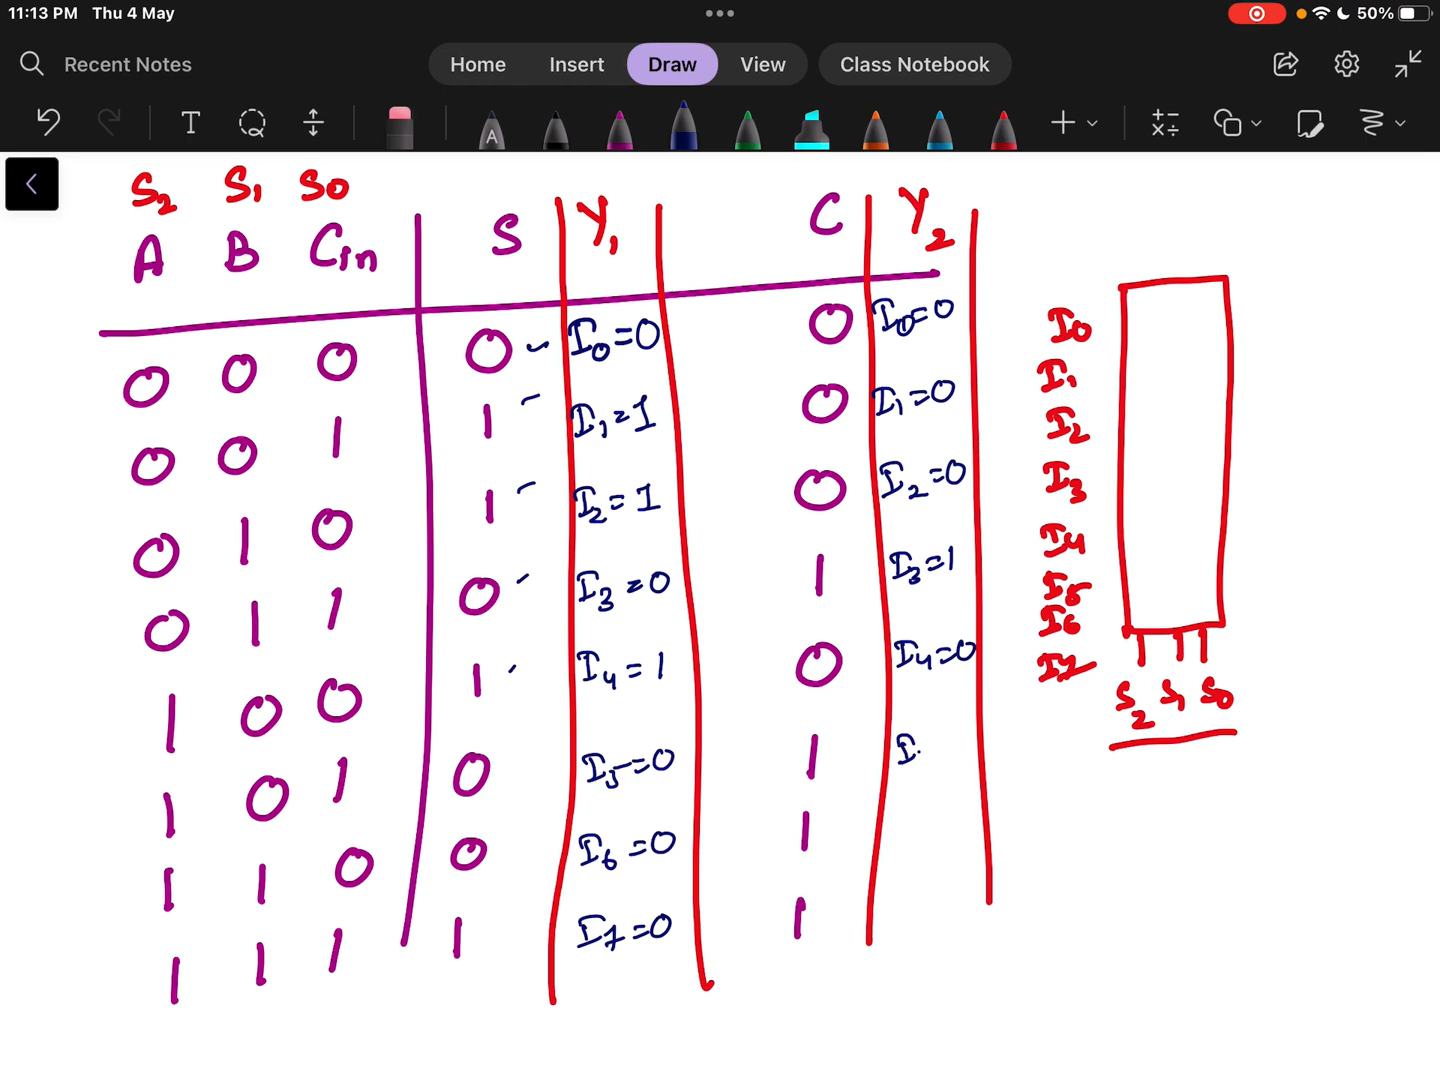 11:13 PM Thu 4 May 50%
Recent Notes Home Insert Draw View Class Notebook
T A
S2 S1 S0
A B Cin S Y1 C Y2
0 0 0 0 I0=0 0 I0=0 I0
0 0 1 1 I1=1 0 I1=0 I1
0 1 0 1 I2=1 0 I2=0 I2
0 1 1 0 I3=0 1 I3=1 I3
1 0 0 1 I4=1 0 I4=0 I4
1 0 1 0 I5=0 1 I. I5
1 1 0 0 I6=0 1 I6
1 1 1 1 I7=0 1 I7
S2 S1 S0